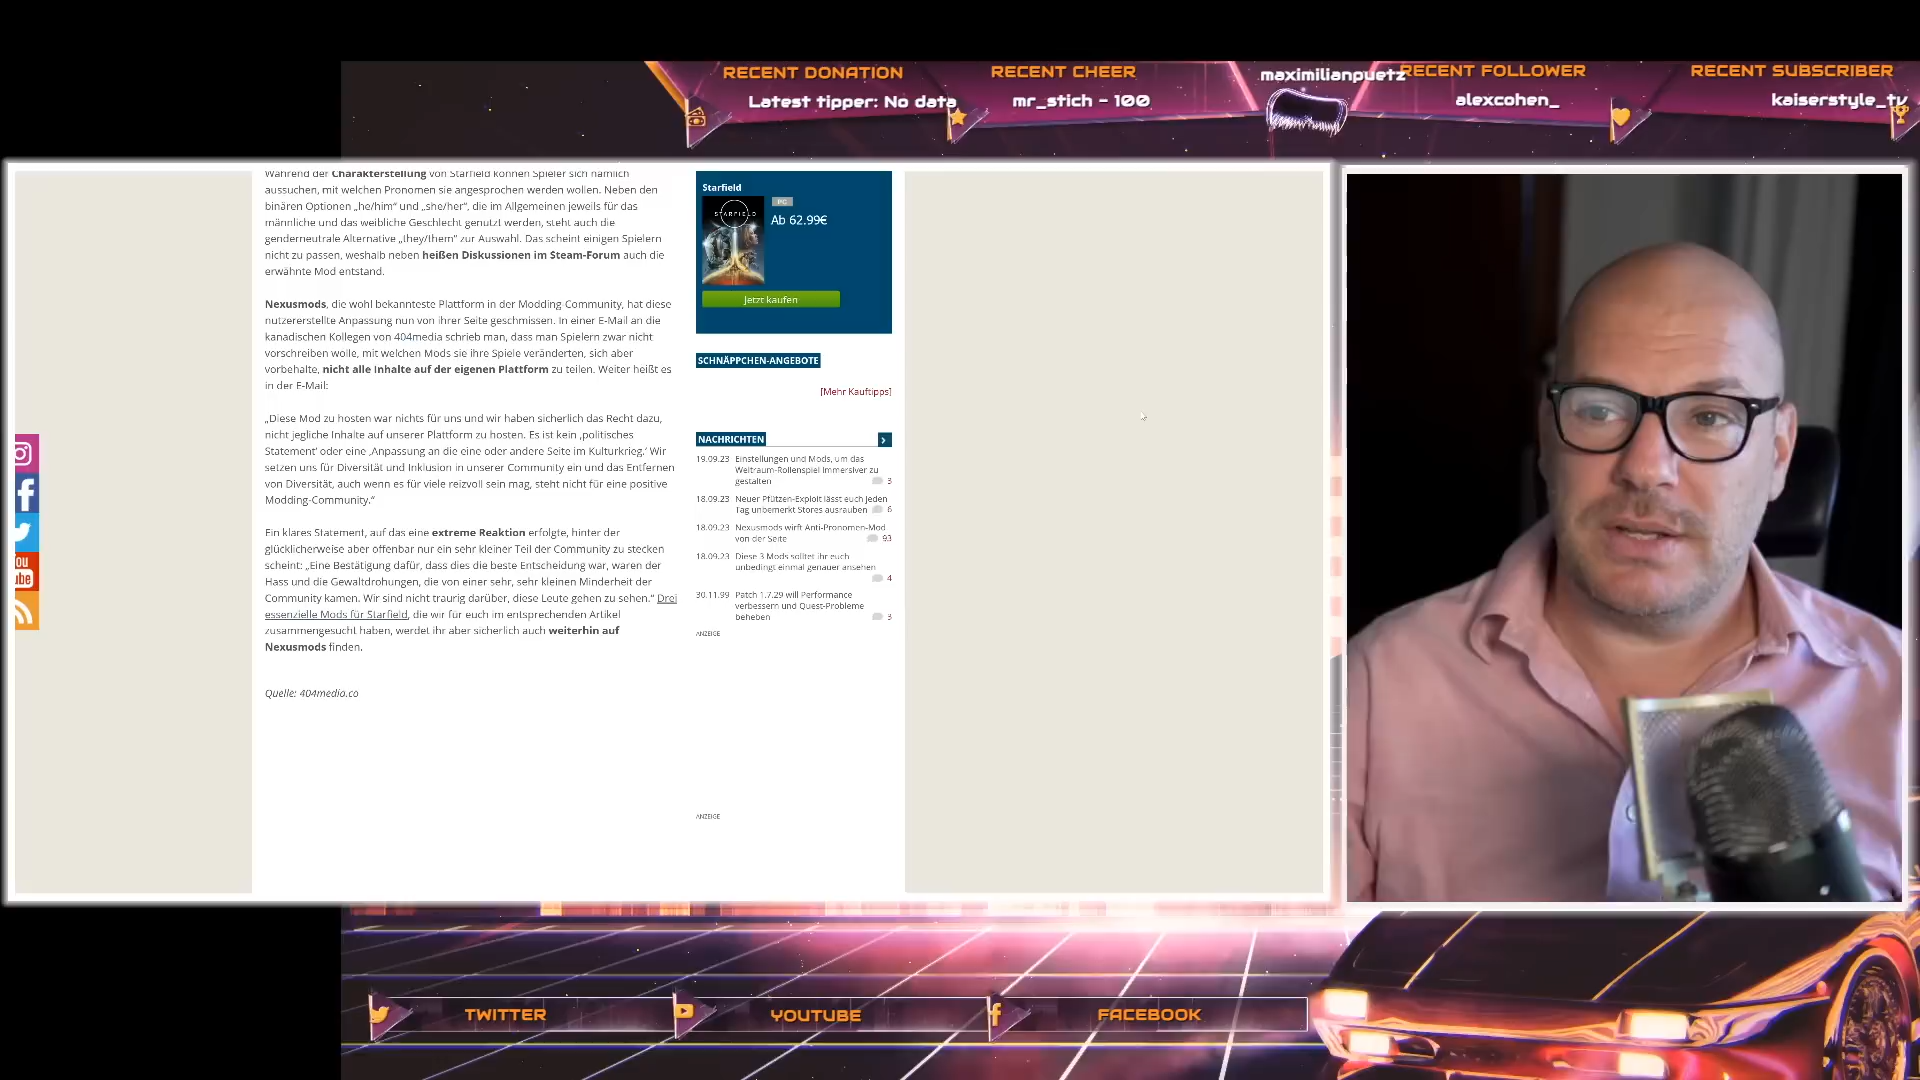 RECENT DONATION
Latest tipper: No data
RECENT CHEER
mr_stich - 100
maximilianpuetz
RECENT FOLLOWER
alexcohen_
RECENT SUBSCRIBER
kaiserstyle_tv
Während der Charakterstellung von Starfield können Spieler sich nämlich
aussuchen, mit welchen Pronomen sie angesprochen werden wollen. Neben den
binären Optionen „he/him“ und „she/her“, die im Allgemeinen jeweils für das
männliche und das weibliche Geschlecht genutzt werden, steht auch die
genderneutrale Alternative „they/them“ zur Auswahl. Das scheint einigen Spielern
nicht zu passen, weshalb neben heißen Diskussionen im Steam-Forum auch die
erwähnte Mod entstand.
Nexusmods, die wohl bekannteste Plattform in der Modding-Community, hat diese
nutzererstellte Anpassung nun von ihrer Seite geschmissen. In einer E-Mail an die
kanadischen Kollegen von 404media schrieb man, dass man Spielern zwar nicht
vorschreiben wolle, mit welchen Mods sie ihre Spiele veränderten, sich aber
vorbehalte, nicht alle Inhalte auf der eigenen Plattform zu teilen. Weiter heißt es
in der E-Mail:
„Diese Mod zu hosten war nichts für uns und wir haben sicherlich das Recht dazu,
nicht jegliche Inhalte auf unserer Plattform zu hosten. Es ist kein ‚politisches
Statement‘ oder eine ‚Anpassung an die eine oder andere Seite im Kulturkrieg.‘ Wir
setzen uns für Diversität und Inklusion in unserer Community ein und das Entfernen
von Diversität, auch wenn es für viele reizvoll sein mag, steht nicht für eine positive
Modding-Community.“
Ein klares Statement, auf das eine extreme Reaktion erfolgte, hinter der
glücklicherweise aber offenbar nur ein sehr kleiner Teil der Community zu stecken
scheint: „Eine Bestätigung dafür, dass dies die beste Entscheidung war, waren der
Hass und die Gewaltdrohungen, die von einer sehr, sehr kleinen Minderheit der
Community kamen. Wir sind nicht traurig darüber, diese Leute gehen zu sehen.“ Drei
essenzielle Mods für Starfield, die wir für euch im entsprechenden Artikel
zusammengesucht haben, werdet ihr aber sicherlich auch weiterhin auf
Nexusmods finden.
Quelle: 404media.co
Starfield
STARFIELD
PC
Ab 62.99€
Jetzt kaufen
SCHNÄPPCHEN-ANGEBOTE
[Mehr Kauftipps]
NACHRICHTEN
19.09.23 Einstellungen und Mods, um das
Weltraum-Rollenspiel immersiver zu
gestalten 3
18.09.23 Neuer Pfützen-Exploit lässt euch jeden
Tag unbemerkt Stores ausrauben 6
18.09.23 Nexusmods wirft Anti-Pronomen-Mod
von der Seite 93
18.09.23 Diese 3 Mods solltet ihr euch
unbedingt einmal genauer ansehen
4
30.11.99 Patch 1.7.29 will Performance
verbessern und Quest-Probleme
beheben 3
ANZEIGE
ANZEIGE
You
ube
TWITTER
YOUTUBE
FACEBOOK